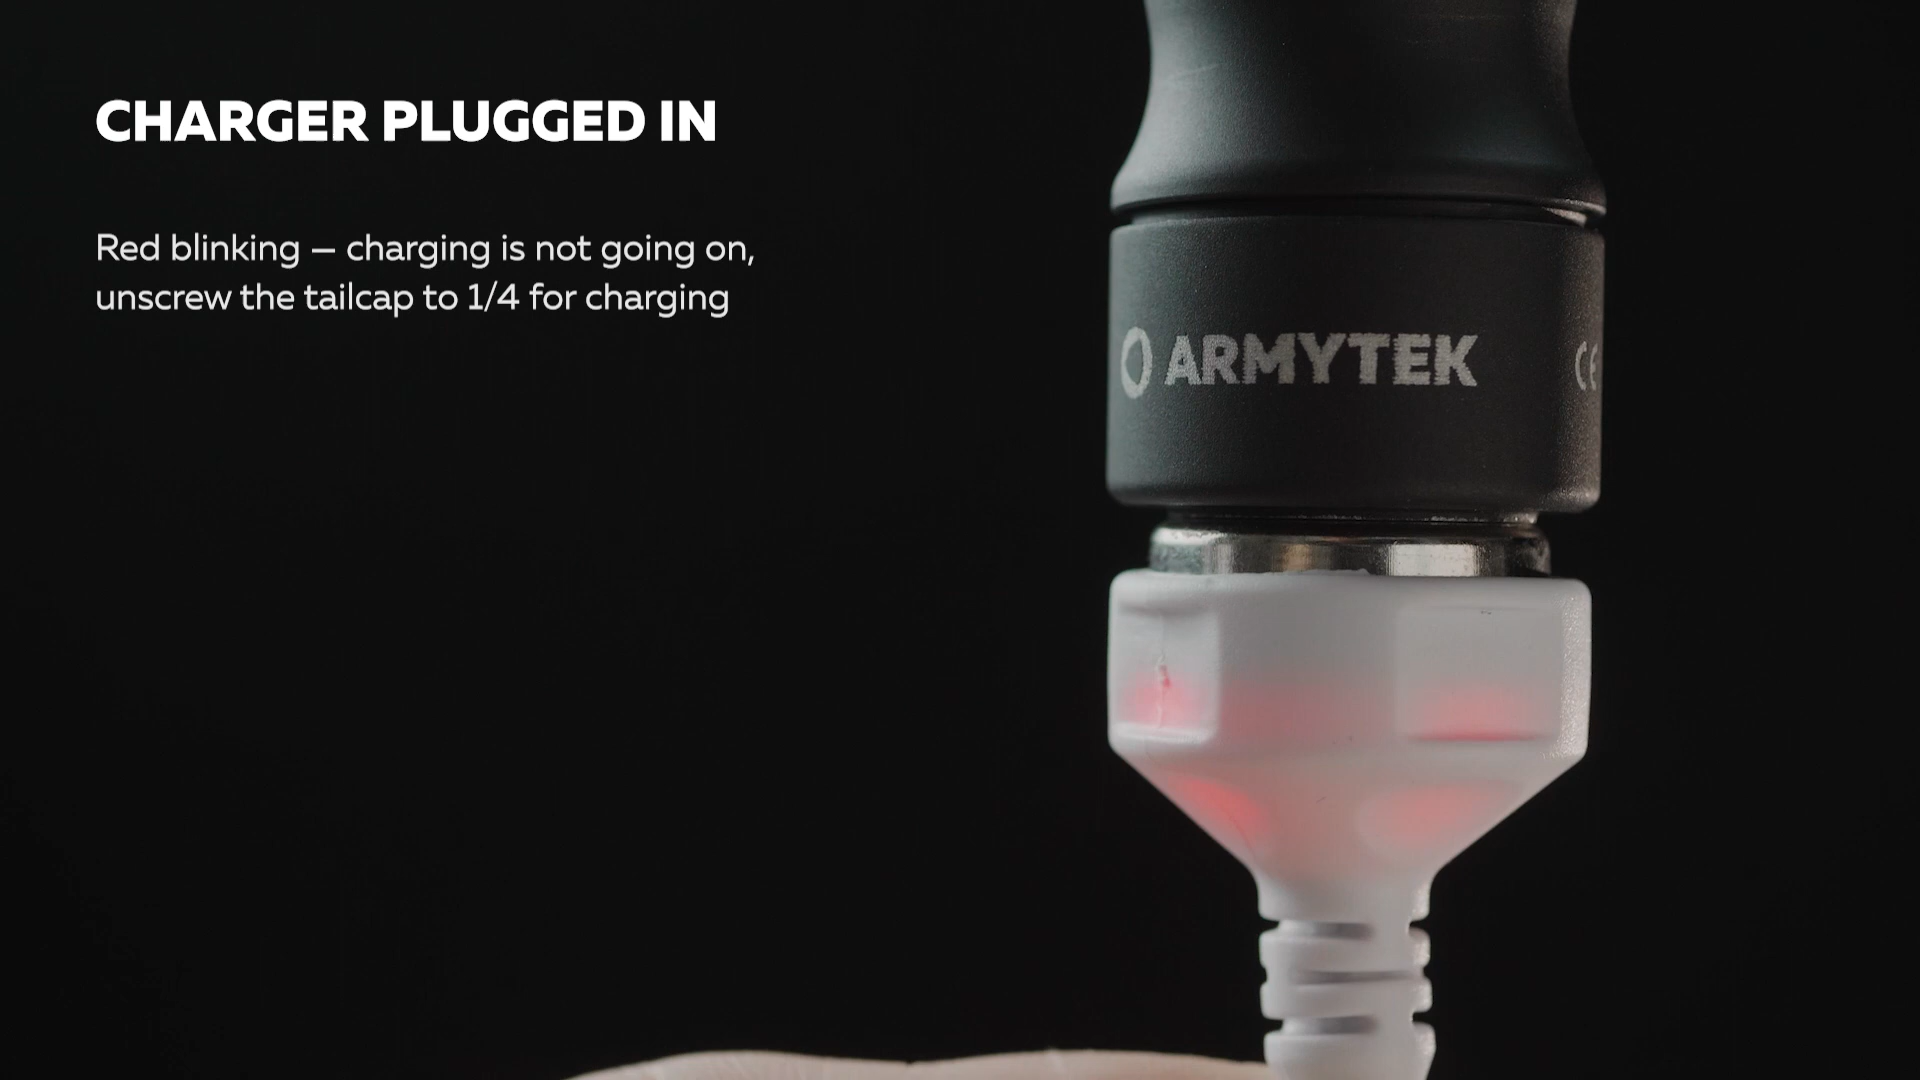 CHARGER PLUGGED IN
Red blinking — charging is not going on,
unscrew the tailcap to 1/4 for charging
ARMYTEK
CE